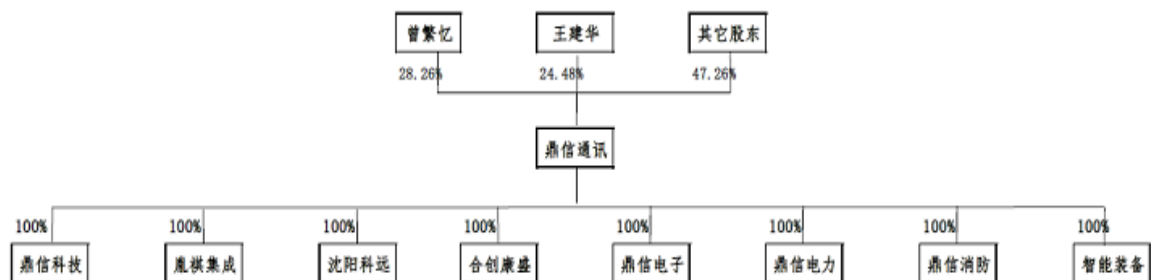 曾繁忆 王建华 其它股东
28.26% 24.48% 47.26%
鼎信通讯
100% 100% 100% 100% 100% 100% 100% 100%
鼎信科技 胤祺集成 沈阳科远 合创康盛 鼎信电子 鼎信电力 鼎信消防 智能装备